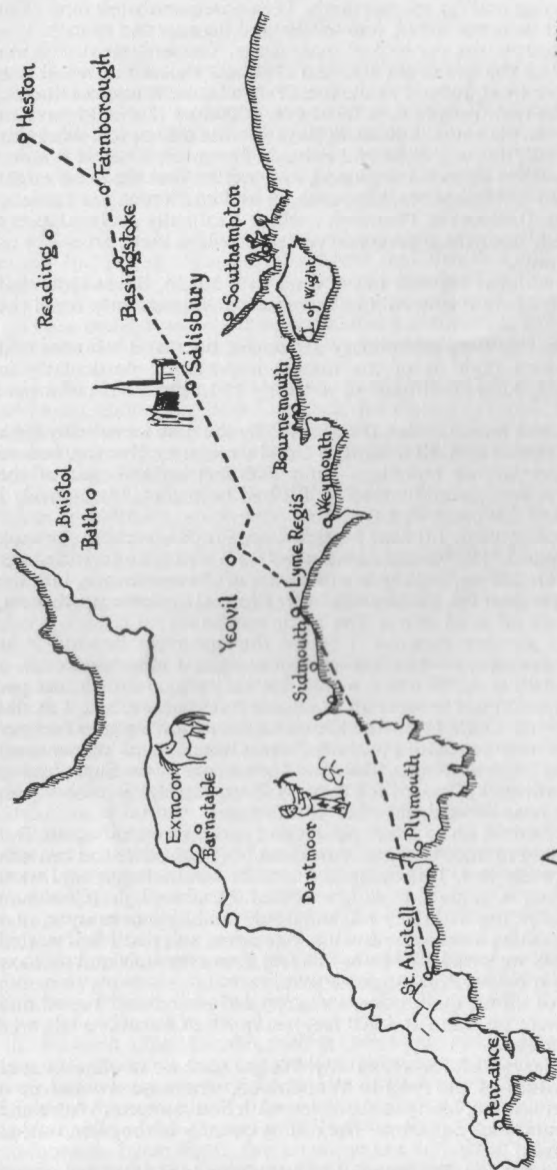 Heston
Farnborough
Reading
Basingstoke
Salisbury
Southampton
I. of Wight
Bournemouth
Bristol
Bath
Yeovil
Lyme Regis
Weymouth
Sidmouth
Exmoor
Barnstaple
Dartmoor
Plymouth
St. Austell
Penzance